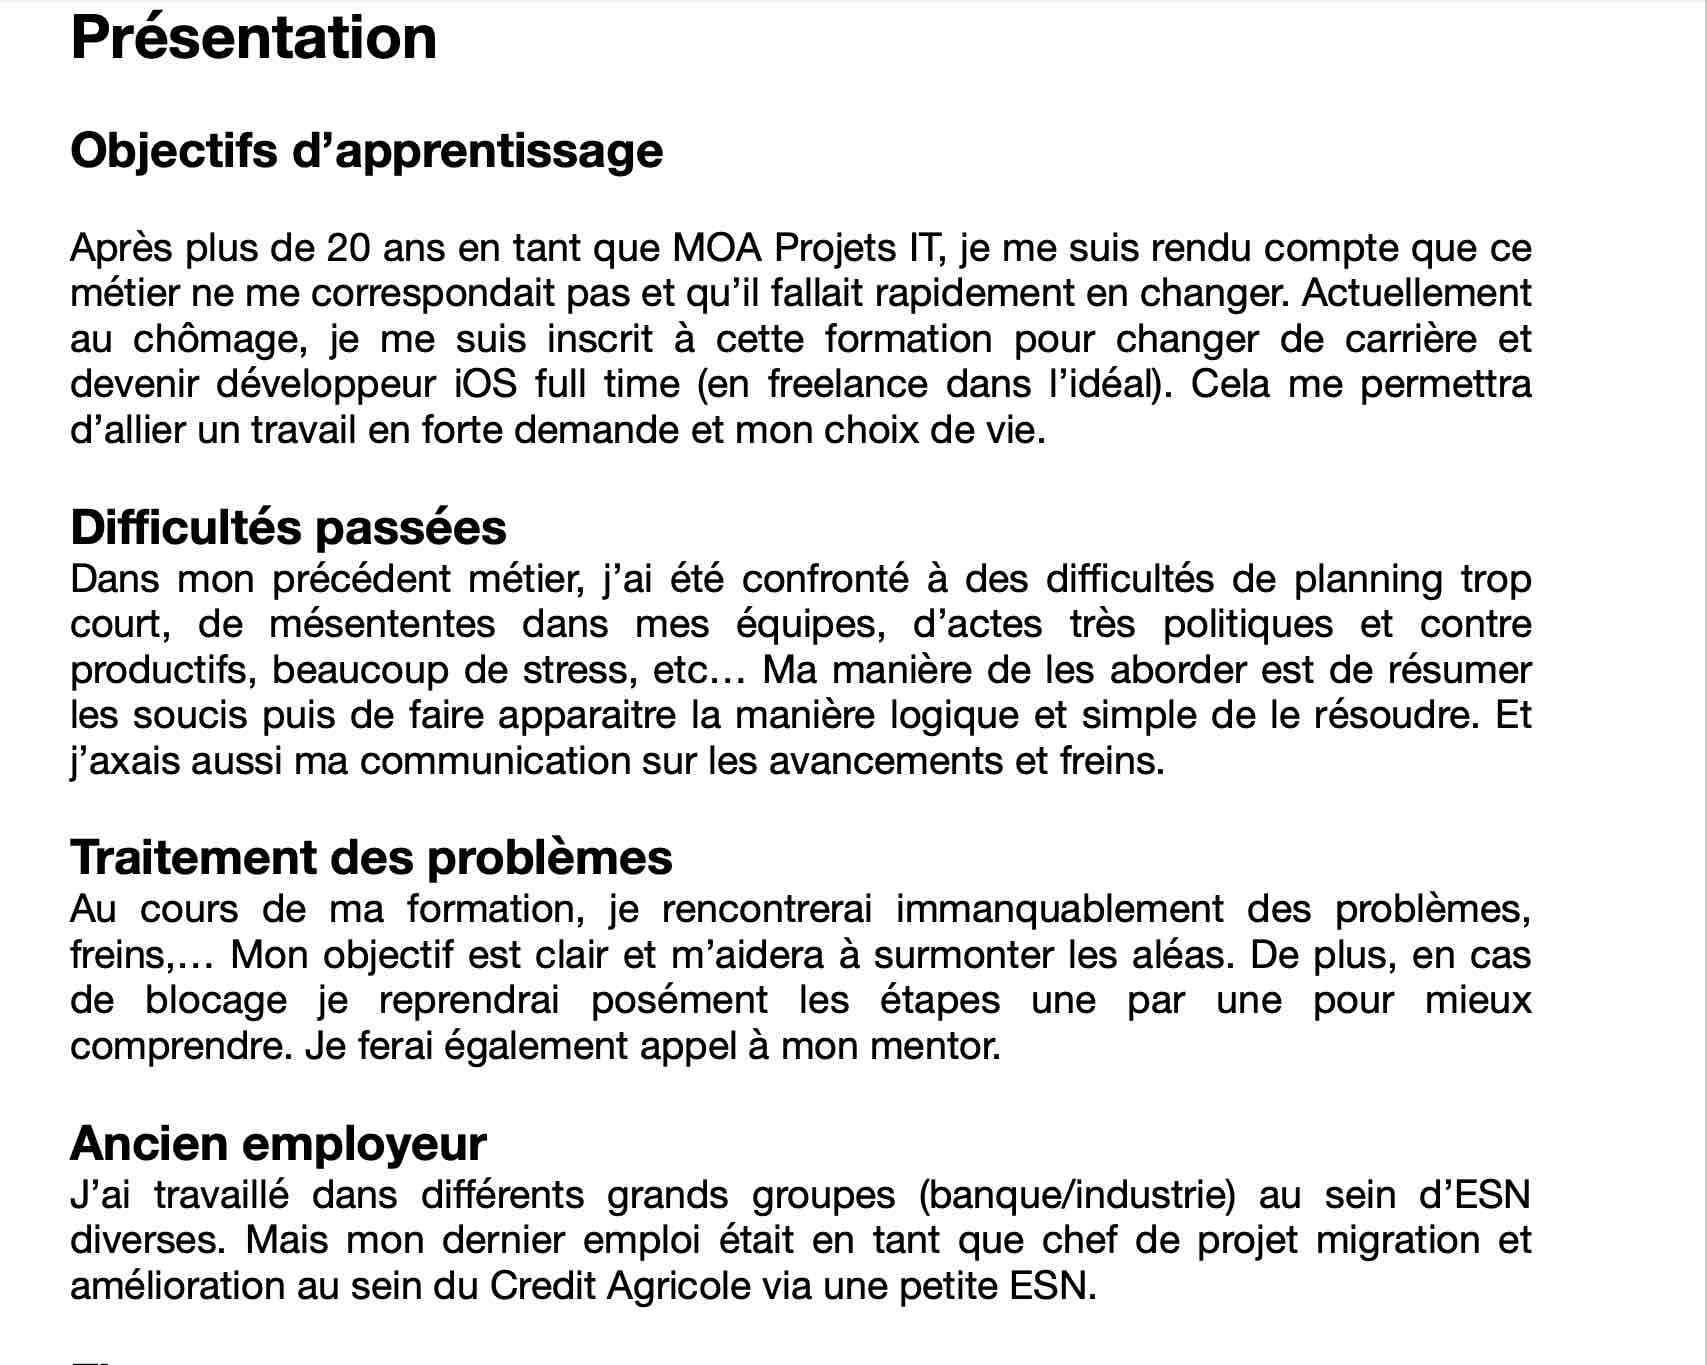 Présentation
Objectifs d’apprentissage
Après plus de 20 ans en tant que MOA Projets IT, je me suis rendu compte que ce
métier ne me correspondait pas et qu’il fallait rapidement en changer. Actuellement
au chômage, je me suis inscrit à cette formation pour changer de carrière et
devenir développeur iOS full time (en freelance dans l’idéal). Cela me permettra
d’allier un travail en forte demande et mon choix de vie.
Difficultés passées
Dans mon précédent métier, j’ai été confronté à des difficultés de planning trop
court, de mésententes dans mes équipes, d’actes très politiques et contre
productifs, beaucoup de stress, etc… Ma manière de les aborder est de résumer
les soucis puis de faire apparaitre la manière logique et simple de le résoudre. Et
j’axais aussi ma communication sur les avancements et freins.
Traitement des problèmes
Au cours de ma formation, je rencontrerai immanquablement des problèmes,
freins,… Mon objectif est clair et m’aidera à surmonter les aléas. De plus, en cas
de blocage je reprendrai posément les étapes une par une pour mieux
comprendre. Je ferai également appel à mon mentor.
Ancien employeur
J’ai travaillé dans différents grands groupes (banque/industrie) au sein d’ESN
diverses. Mais mon dernier emploi était en tant que chef de projet migration et
amélioration au sein du Credit Agricole via une petite ESN.